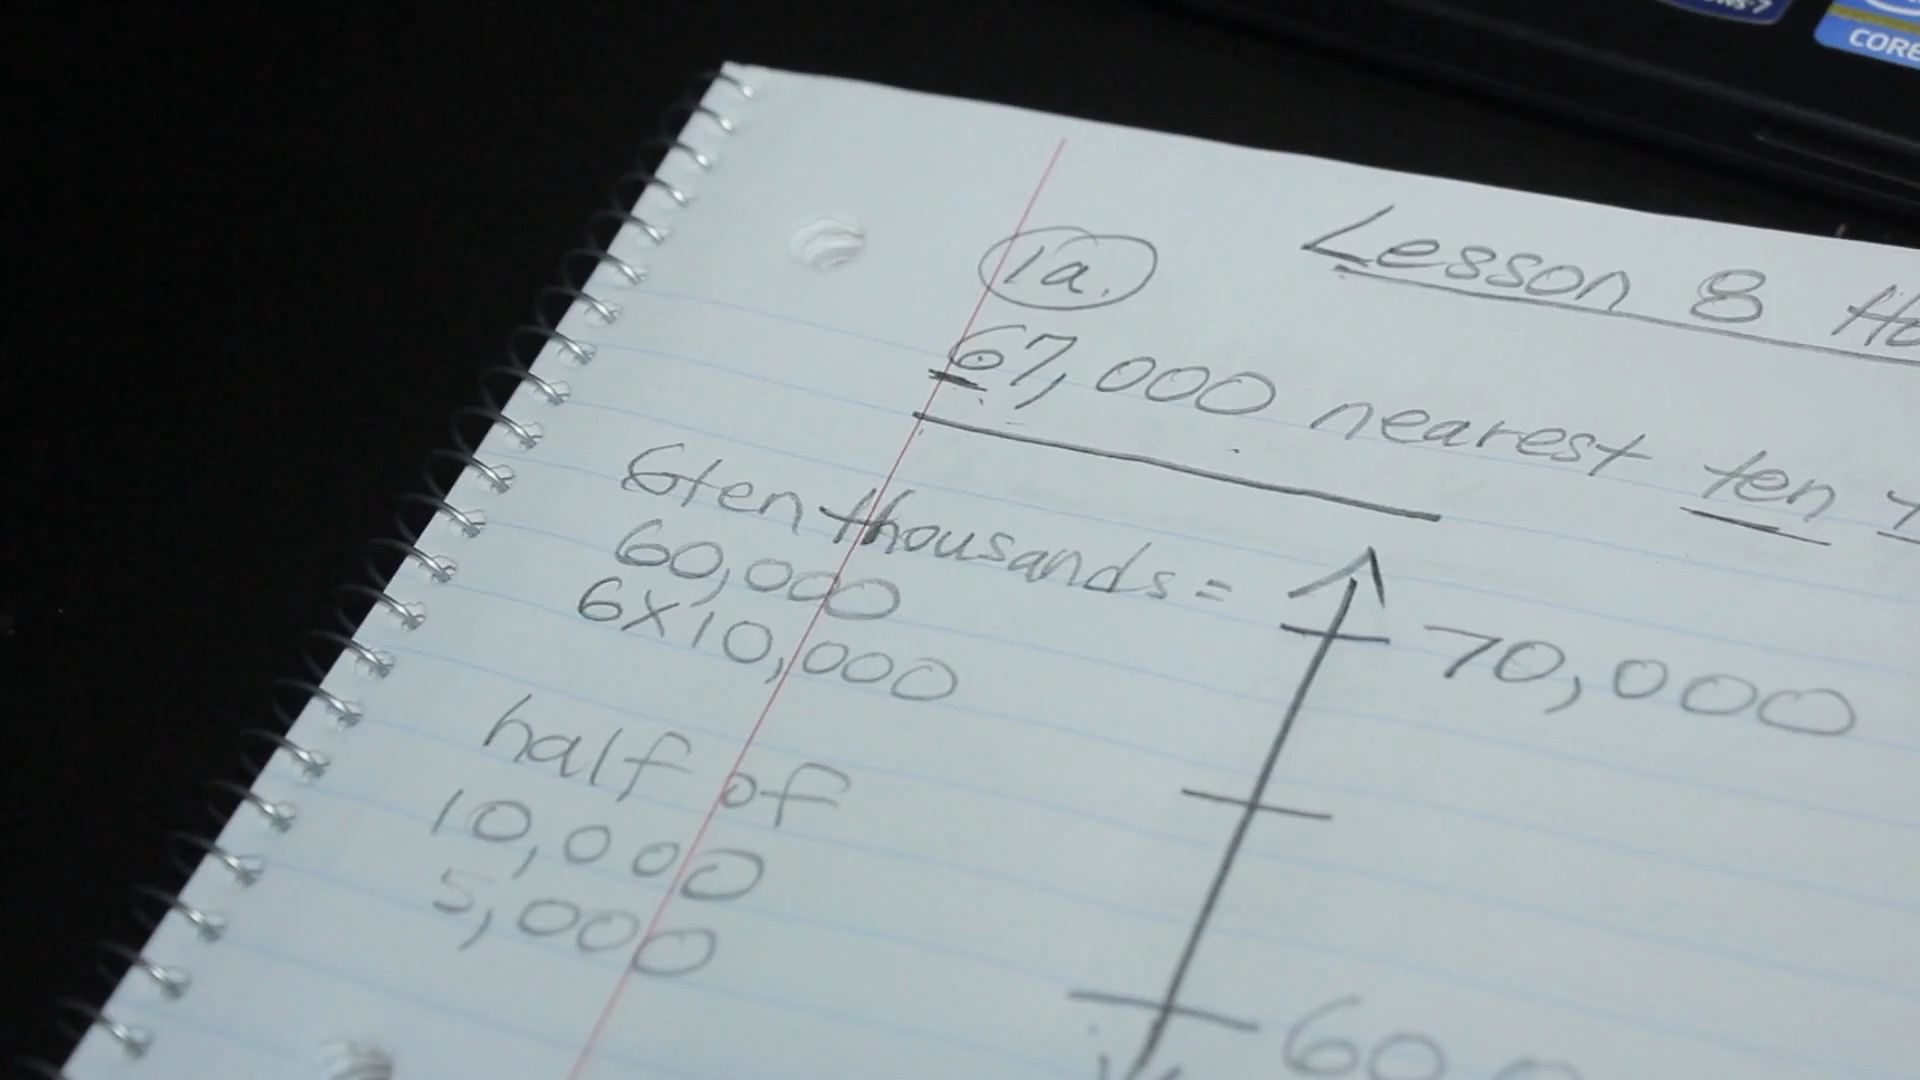 CORE
Lesson 8
1a.
67,000 nearest ten
6 ten thousands =
60,000
6x10,000
half of
10,000
5,000
70,000